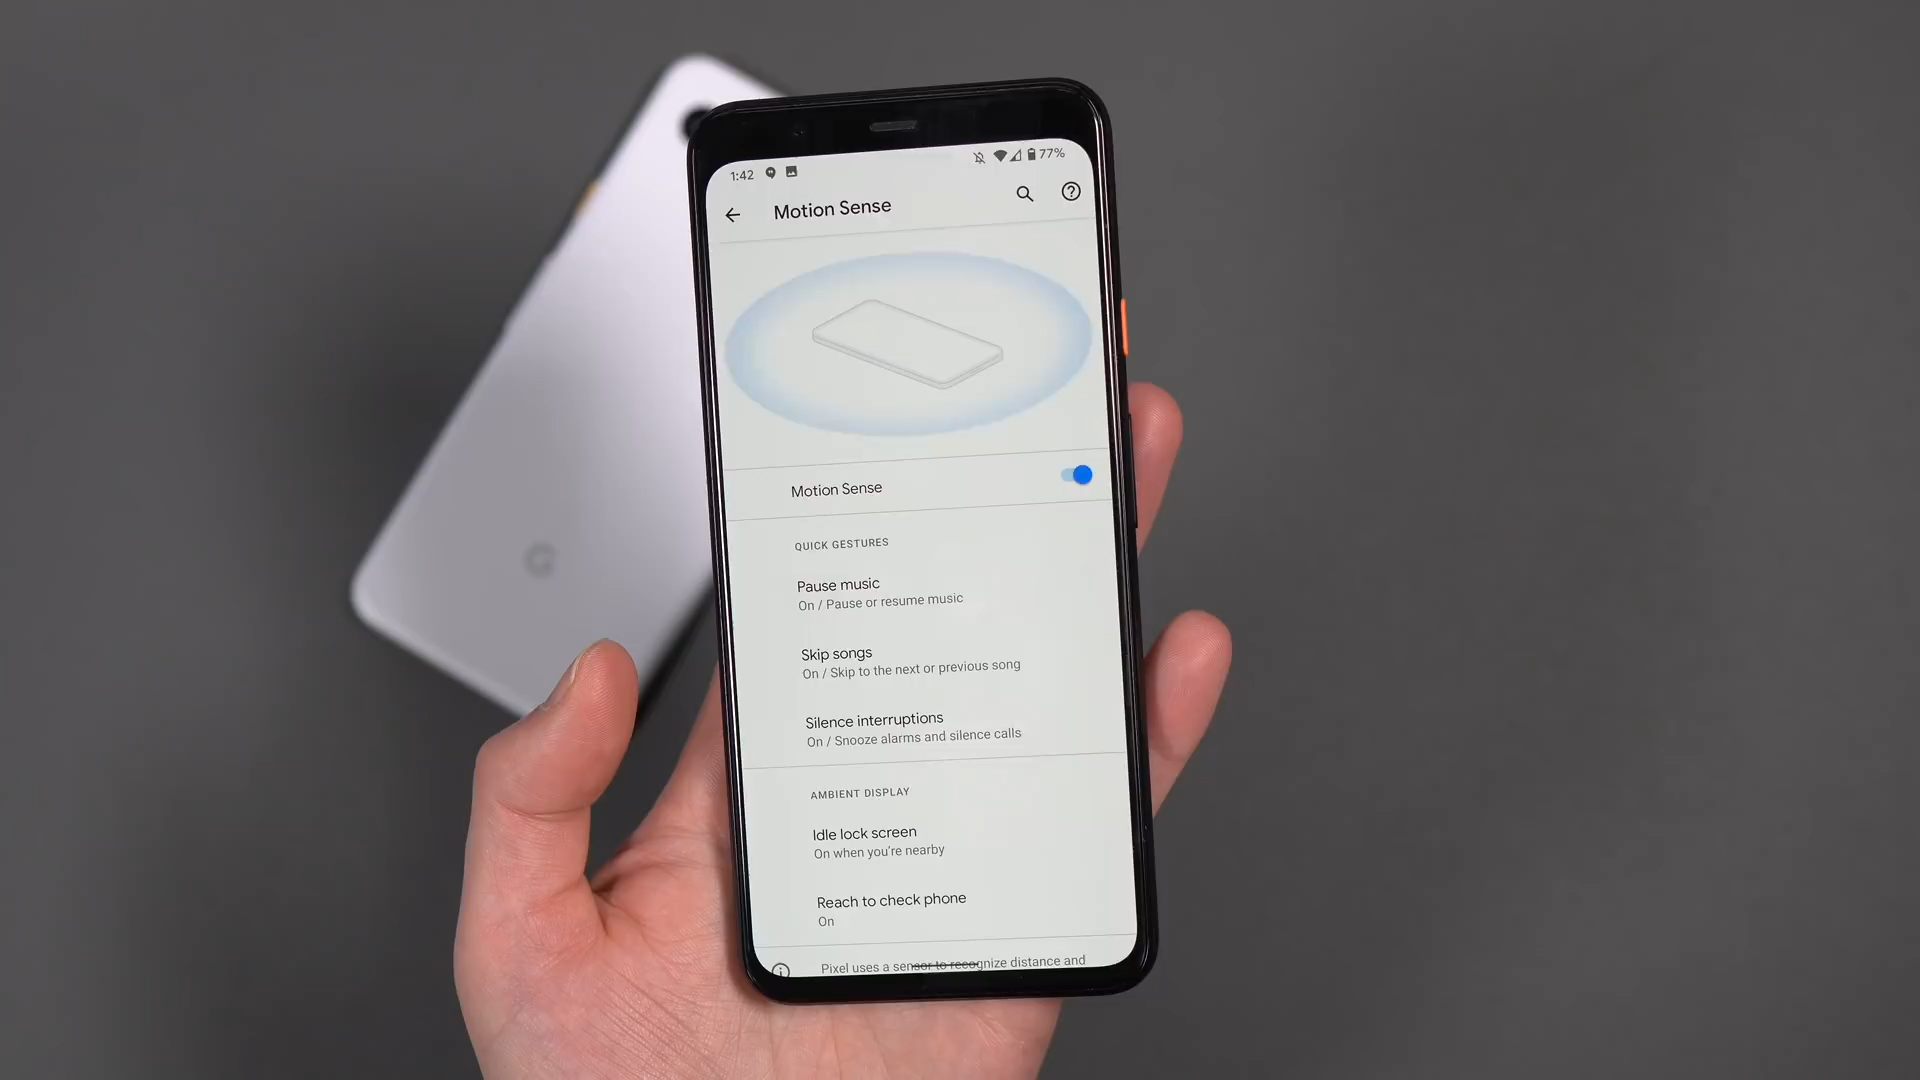 1:42 77%
Motion Sense
Motion Sense
QUICK GESTURES
Pause music
On / Pause or resume music
Skip songs
On / Skip to the next or previous song
Silence interruptions
On / Snooze alarms and silence calls
AMBIENT DISPLAY
Idle lock screen
On when you're nearby
Reach to check phone
On
Pixel uses a sensor to recognize distance and
G